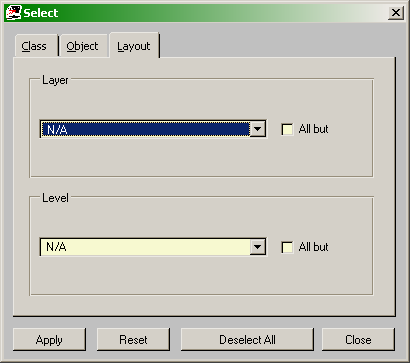 Select
Class Object Layout
Layer
N/A All but
Level
N/A All but
Apply Reset Deselect All Close